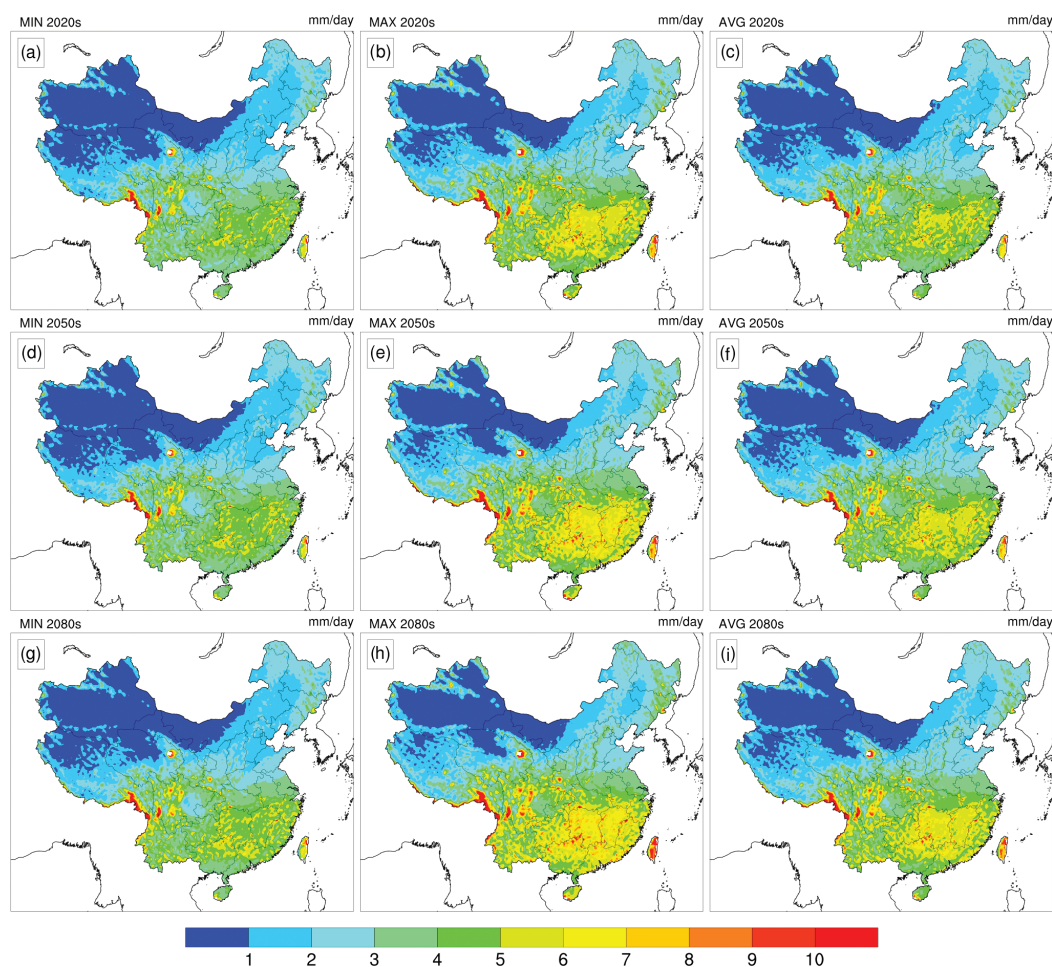 MIN 2020s mm/day MAX 2020s mm/day AVG 2020s mm/day
(a) (b) (c)
MIN 2050s mm/day MAX 2050s mm/day AVG 2050s mm/day
(d) (e) (f)
MIN 2080s mm/day MAX 2080s mm/day AVG 2080s mm/day
(g) (h) (i)
1 2 3 4 5 6 7 8 9 10